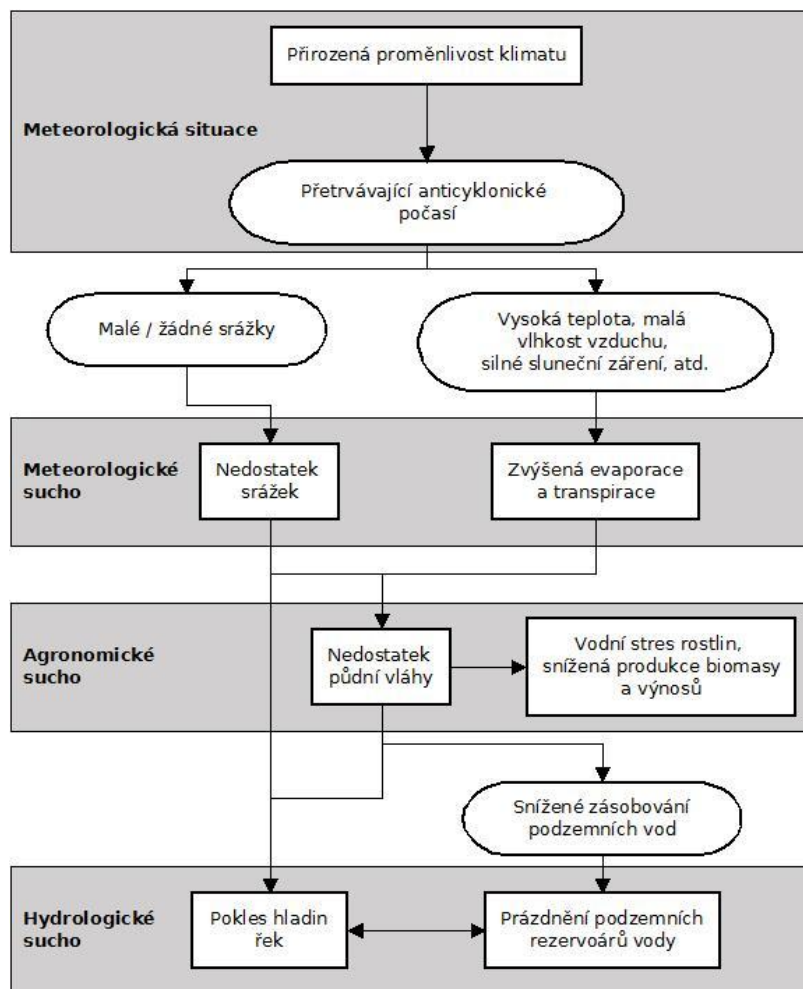 Přirozená proměnlivost klimatu
Meteorologická situace
Přetrvávající anticyklonické
počasí
Malé / žádné srážky
Vysoká teplota, malá
vlhkost vzduchu,
silné sluneční záření, atd.
Meteorologické
sucho
Nedostatek
srážek
Zvýšená evaporace
a transpirace
Agronomické
sucho
Nedostatek
půdní vláhy
Vodní stres rostlin,
snížená produkce biomasy
a výnosů
Snížené zásobování
podzemních vod
Hydrologické
sucho
Pokles hladin
řek
Prázdnění podzemních
rezervoárů vody